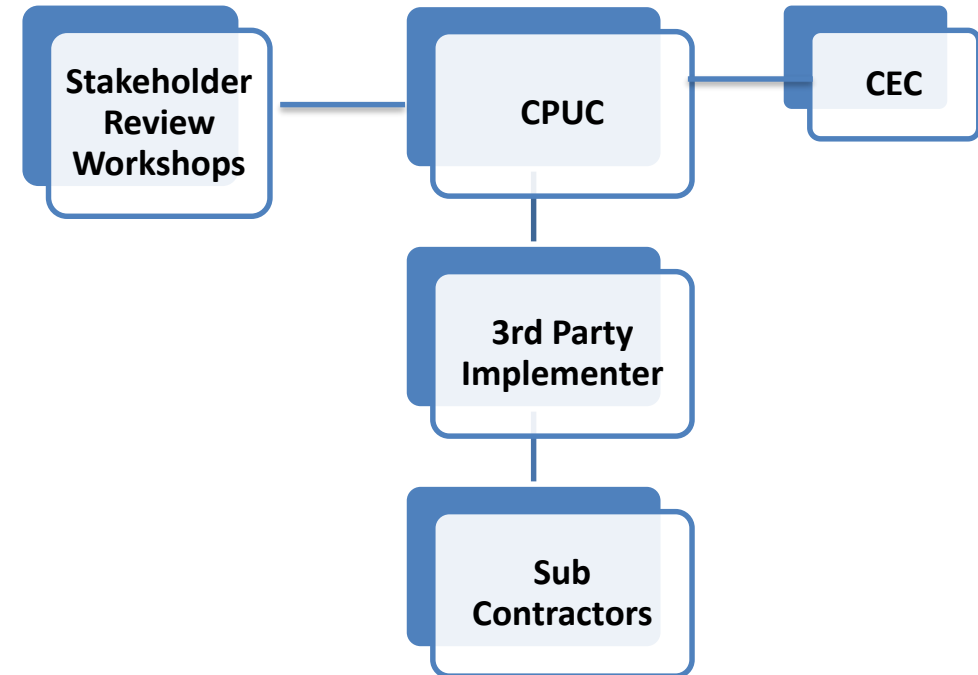 Stakeholder
Review
Workshops
CPUC
CEC
3rd Party
Implementer
Sub
Contractors